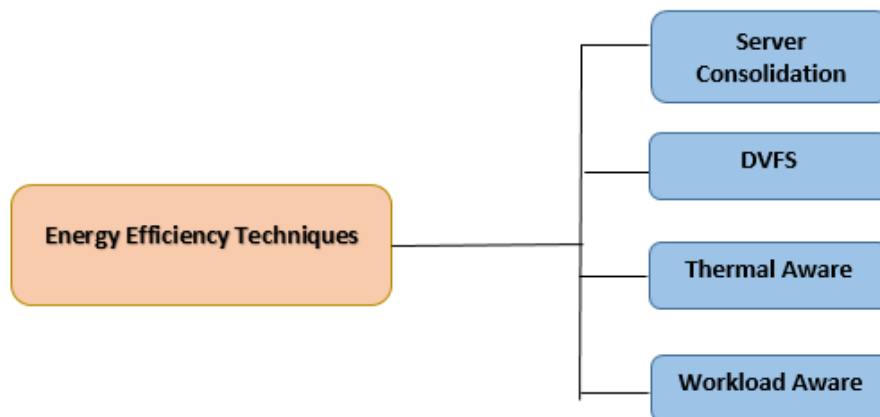 Server
Consolidation
DVFS
Energy Efficiency Techniques
Thermal Aware
Workload Aware